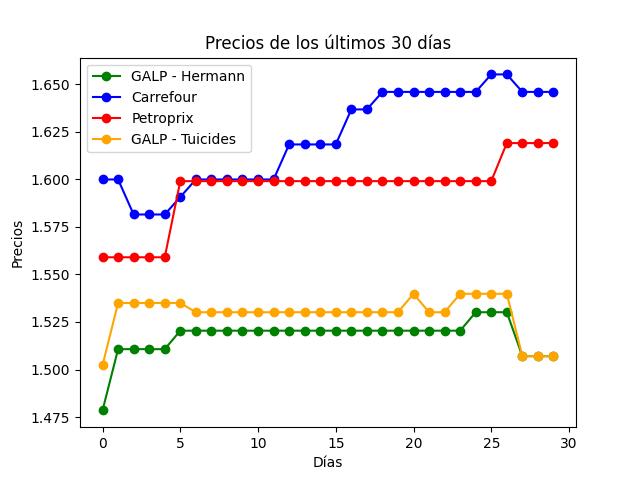 Precios de los últimos 30 días
GALP - Hermann
Carrefour
Petroprix
GALP - Tuicides
1.650
1.625
1.600
1.575
1.550
1.525
1.500
1.475
Precios
0 5 10 15 20 25 30
Días